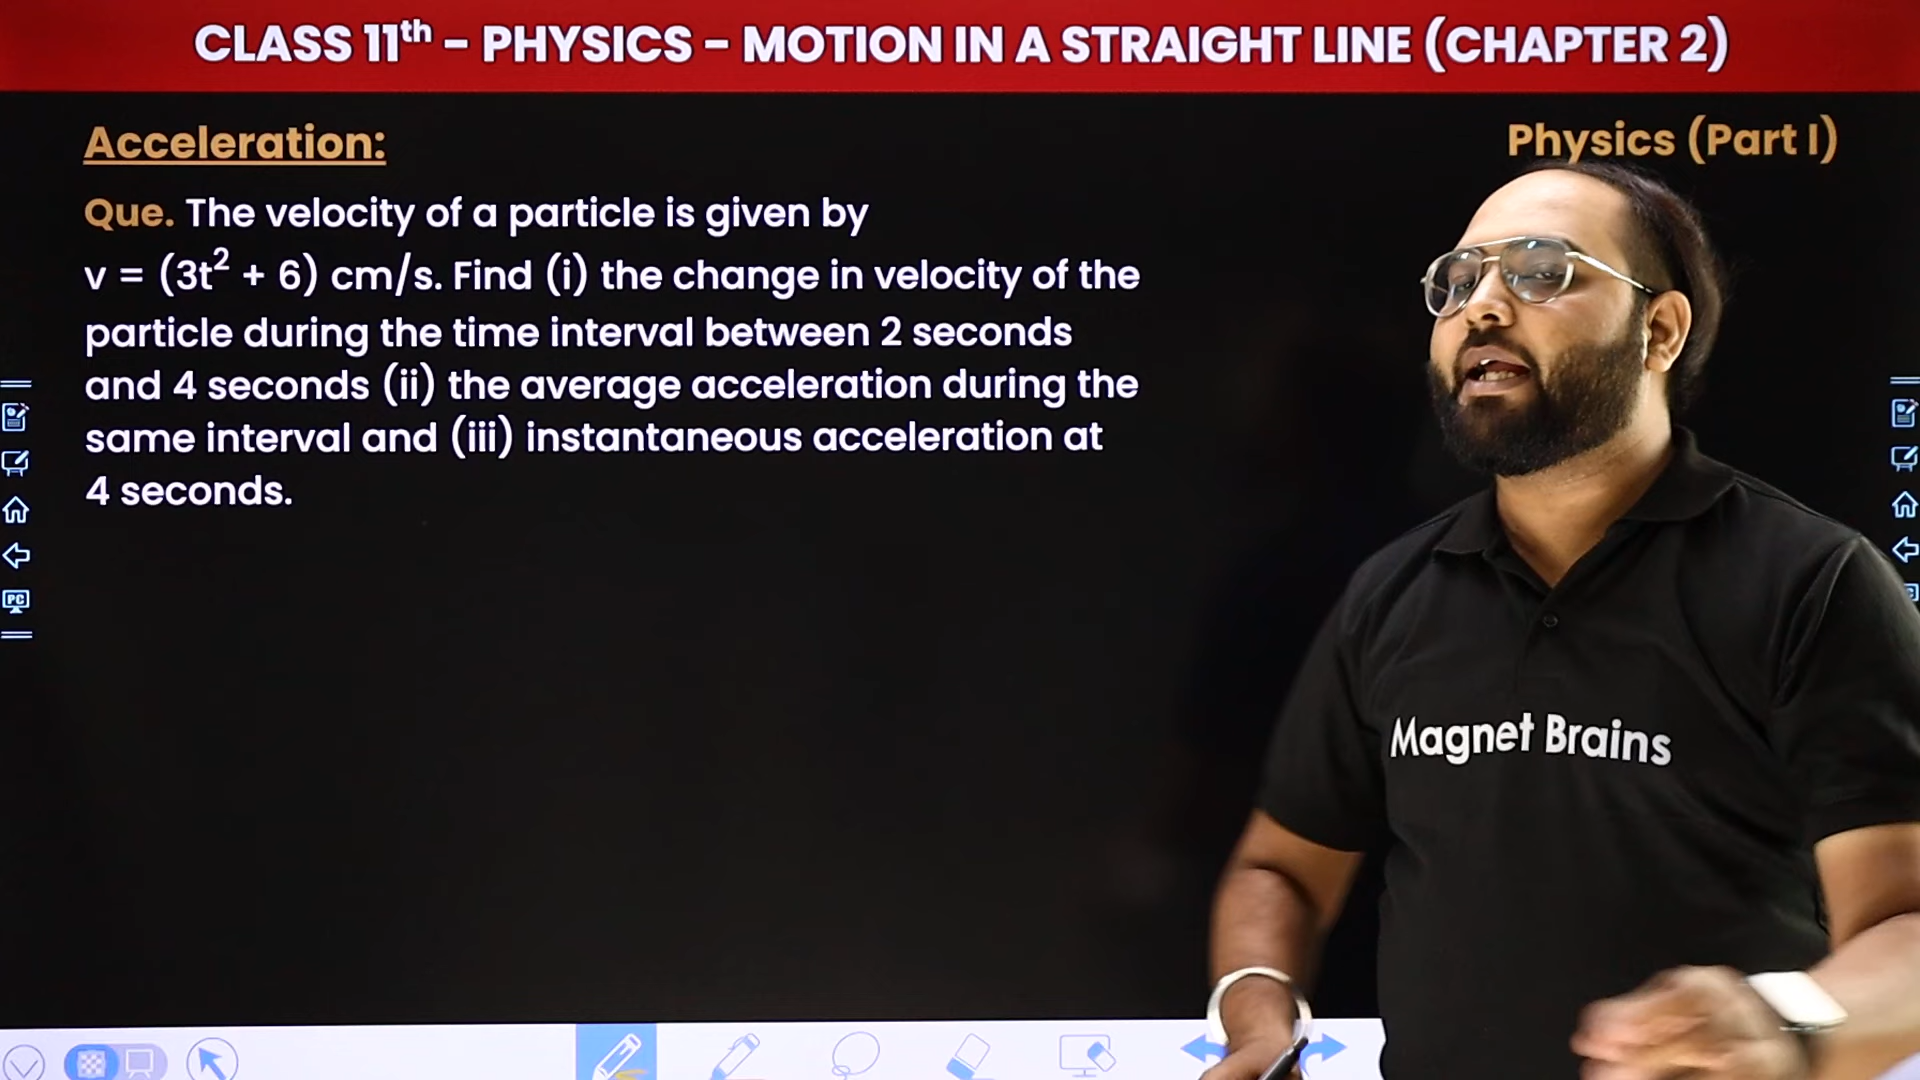 CLASS 11th – PHYSICS – MOTION IN A STRAIGHT LINE (CHAPTER 2)
Acceleration:
Physics (Part I)
Que. The velocity of a particle is given by
v = (3t² + 6) cm/s. Find (i) the change in velocity of the
particle during the time interval between 2 seconds
and 4 seconds (ii) the average acceleration during the
same interval and (iii) instantaneous acceleration at
4 seconds.
PC
Magnet Brains